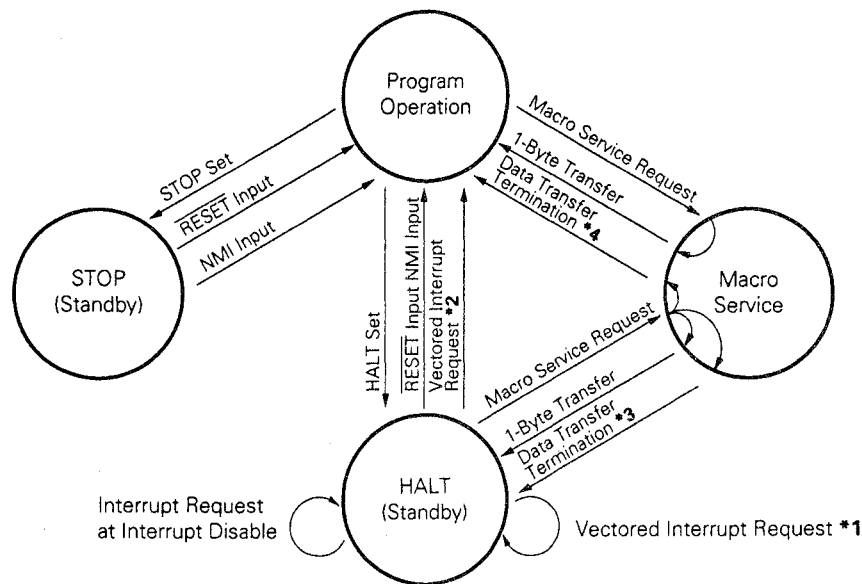 Program
Operation
STOP Set
RESET Input
NMI Input
Macro Service Request
1-Byte Transfer
Data Transfer
Termination *4
STOP
(Standby)
HALT Set
RESET Input NMI Input
Vectored Interrupt
Request *2
Macro
Service
Macro Service Request
1-Byte Transfer
Data Transfer
Termination *3
HALT
(Standby)
Interrupt Request
at Interrupt Disable
Vectored Interrupt Request *1